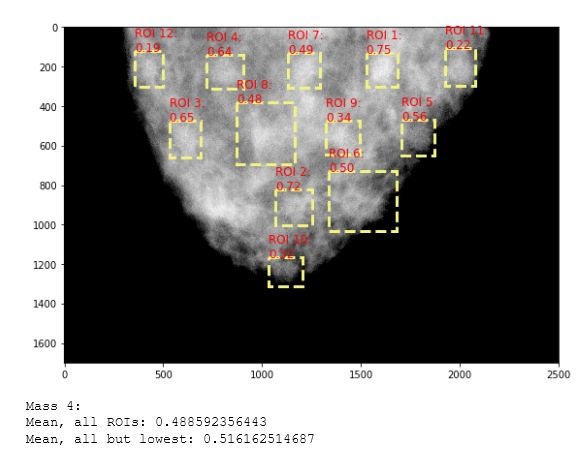 0
200
400
600
800
1000
1200
1400
1600
0
500
1000
1500
2000
2500
ROI 12:
0.19
ROI 4:
0.64
ROI 7:
0.49
ROI 1:
0.75
ROI 11
0.22
ROI 8:
0.48
ROI 3:
0.65
ROI 9:
0.34
ROI 5
0.56
ROI 6:
0.50
ROI 2:
0.72
ROI 10:
Mass 4:
Mean, all ROIs: 0.488592356443
Mean, all but lowest: 0.516162514687